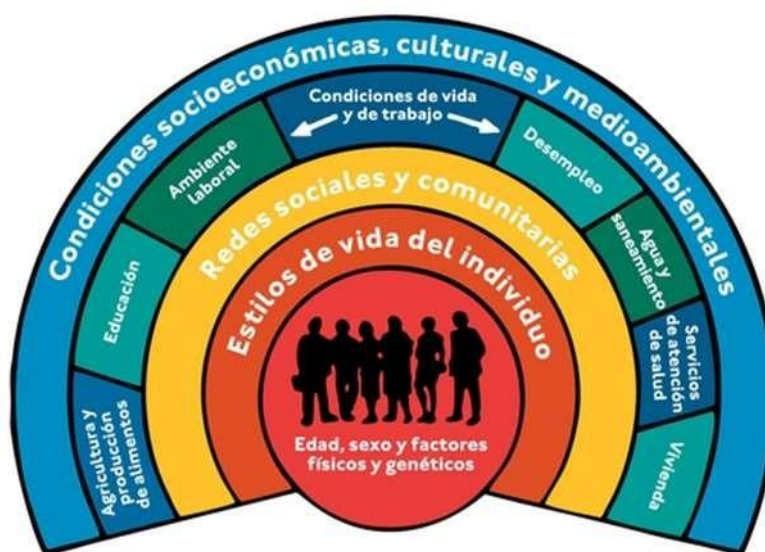 Condiciones socioeconómicas, culturales y medioambientales
Condiciones de vida
y de trabajo
Ambiente
laboral
Desempleo
Educación
Agua y
saneamiento
Agricultura y
producción
de alimentos
Servicios
de atención
de salud
Vivienda
Redes sociales y comunitarias
Estilos de vida del individuo
Edad, sexo y factores
físicos y genéticos